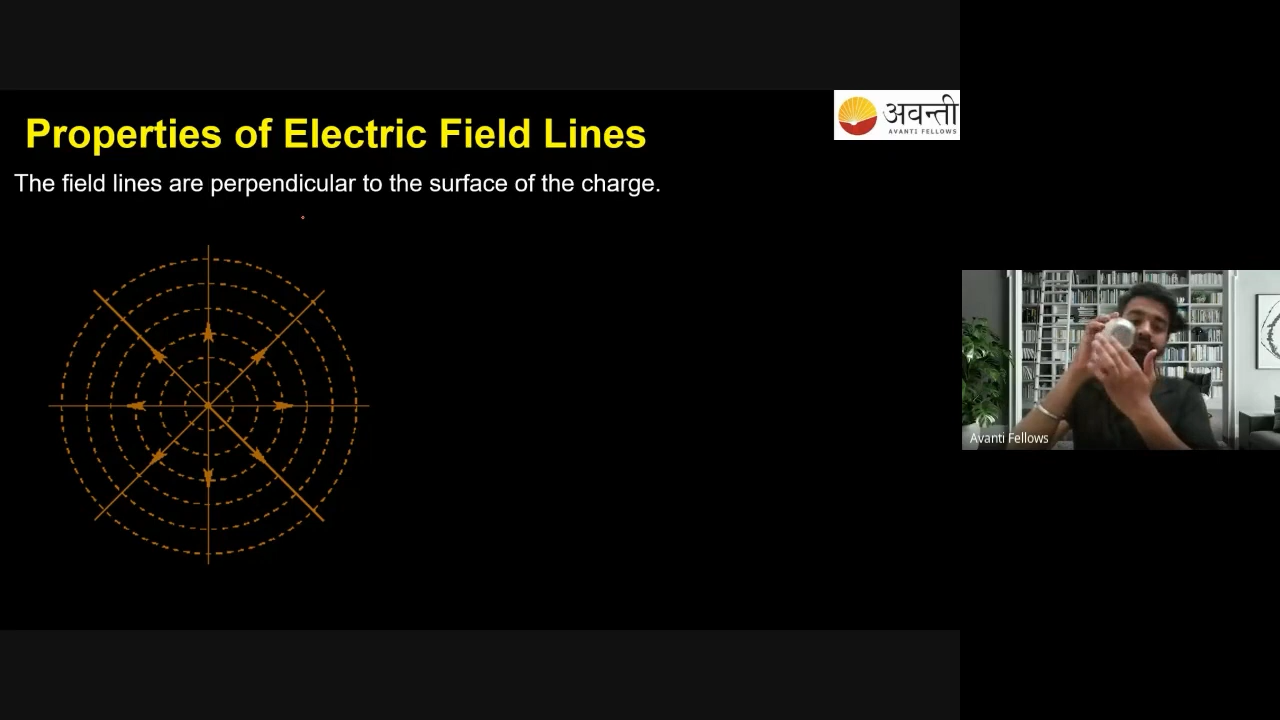 Properties of Electric Field Lines
अवन्ती
AVANTI FELLOWS
The field lines are perpendicular to the surface of the charge.
Avanti Fellows